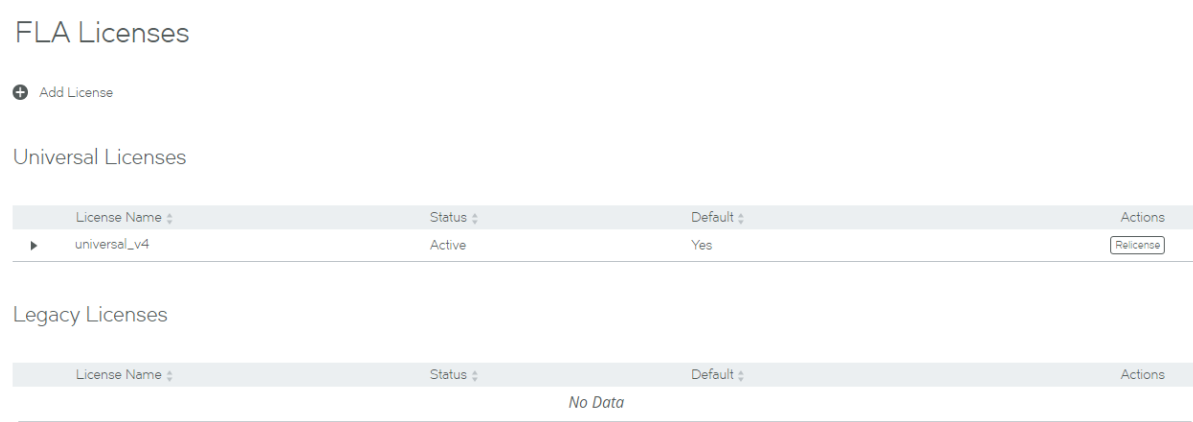 FLA Licenses
Add License
Universal Licenses
License Name Status Default Actions
universal_v4 Active Yes Relicense
Legacy Licenses
License Name Status Default Actions
No Data